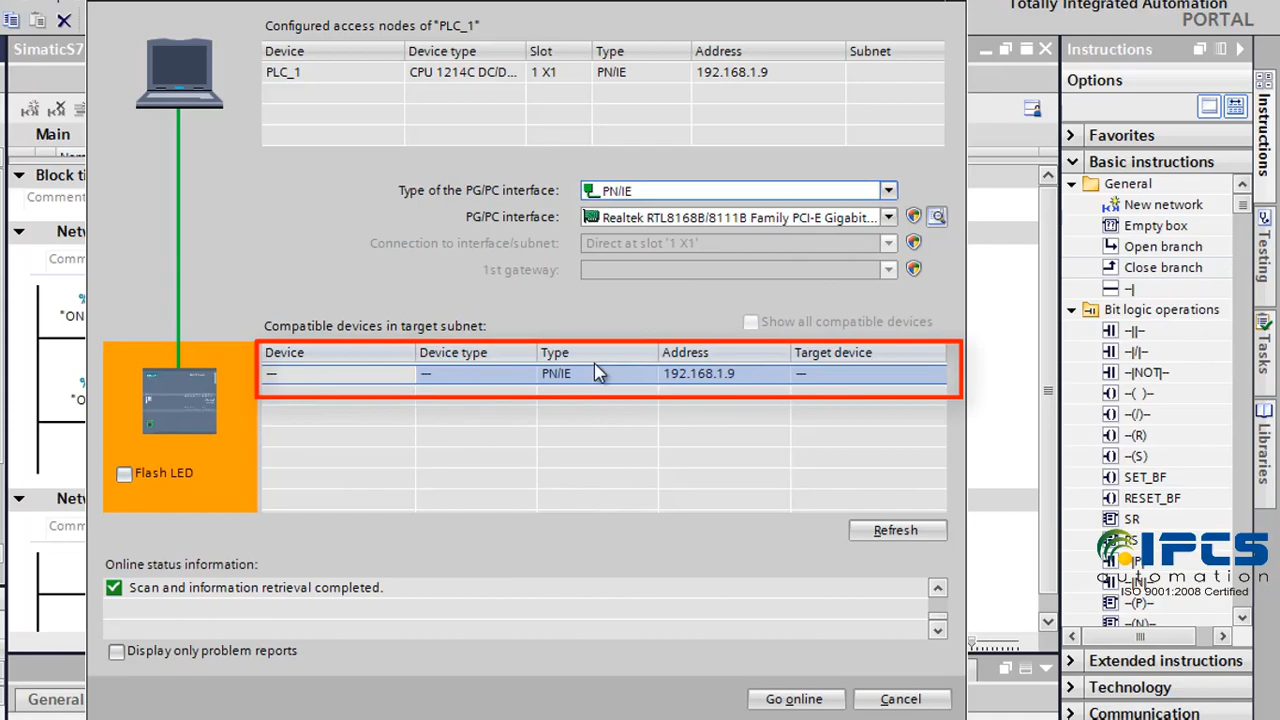 Totally Integrated Automation
PORTAL
SimaticS7
Main
Block ti
Comment
Netw
Comm
"ON
Netw
Comm
General
Configured access nodes of "PLC_1"
Device Device type Slot Type Address Subnet
PLC_1 CPU 1214C DC/D... 1 X1 PN/IE 192.168.1.9
Type of the PG/PC interface: PN/IE
PG/PC interface: Realtek RTL8168B/8111B Family PCI-E Gigabit...
Connection to interface/subnet: Direct at slot '1 X1'
1st gateway:
Compatible devices in target subnet: Show all compatible devices
Device Device type Type Address Target device
— — PN/IE 192.168.1.9 —
Flash LED
Refresh
Online status information:
Scan and information retrieval completed.
Display only problem reports
Go online Cancel
Instructions
Options
Favorites
Basic instructions
General
New network
Empty box
Open branch
Close branch
–|
Bit logic operations
–||–
–|/|–
–|NOT|–
–( )–
–(/)–
–(R)
–(S)
SET_BF
RESET_BF
SR
RS
–(P)–
–(N)–
Extended instructions
Technology
Communication
Instructions
Testing
Tasks
Libraries
IPCS
automation
ISO 9001:2008 Certified